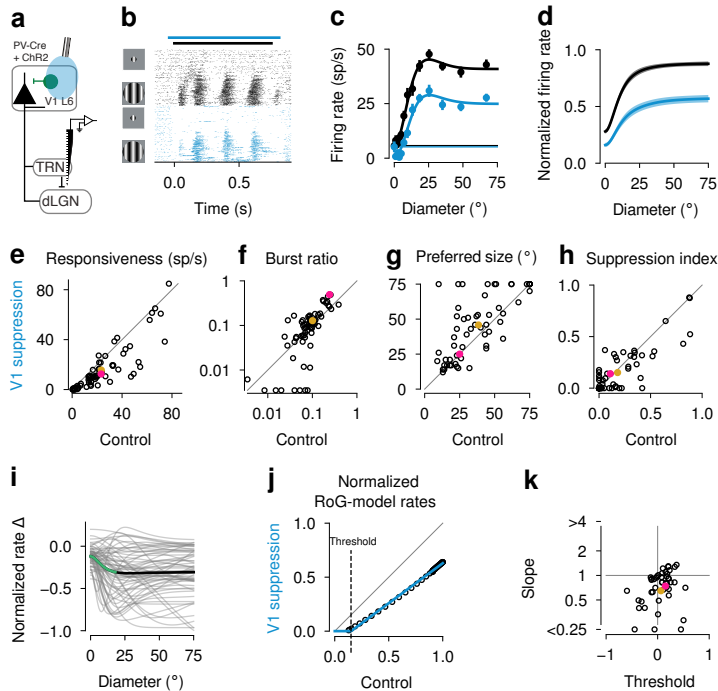 a
PV-Cre
+ ChR2
V1 L6
TRN
dLGN
b
0.0
0.5
Time (s)
c
Firing rate (sp/s)
50
25
0
0
25
50
75
Diameter (°)
d
Normalized firing rate
1.0
0.5
0.0
0
25
50
75
Diameter (°)
e
Responsiveness (sp/s)
V1 suppression
80
40
0
0
40
80
Control
f
Burst ratio
1
0.1
0.01
0.01
0.1
1
Control
g
Preferred size (°)
75
50
25
0
0
25
50
75
Control
h
Suppression index
1.0
0.5
0.0
0.0
0.5
1.0
Control
i
Normalized rate Δ
0.0
−0.5
−1.0
0
25
50
75
Diameter (°)
j
Normalized
RoG-model rates
V1 suppression
Threshold
1.0
0.5
0.0
0.0
0.5
1.0
Control
k
Slope
>4
2
1
0.5
<0.25
−1
0
1
Threshold